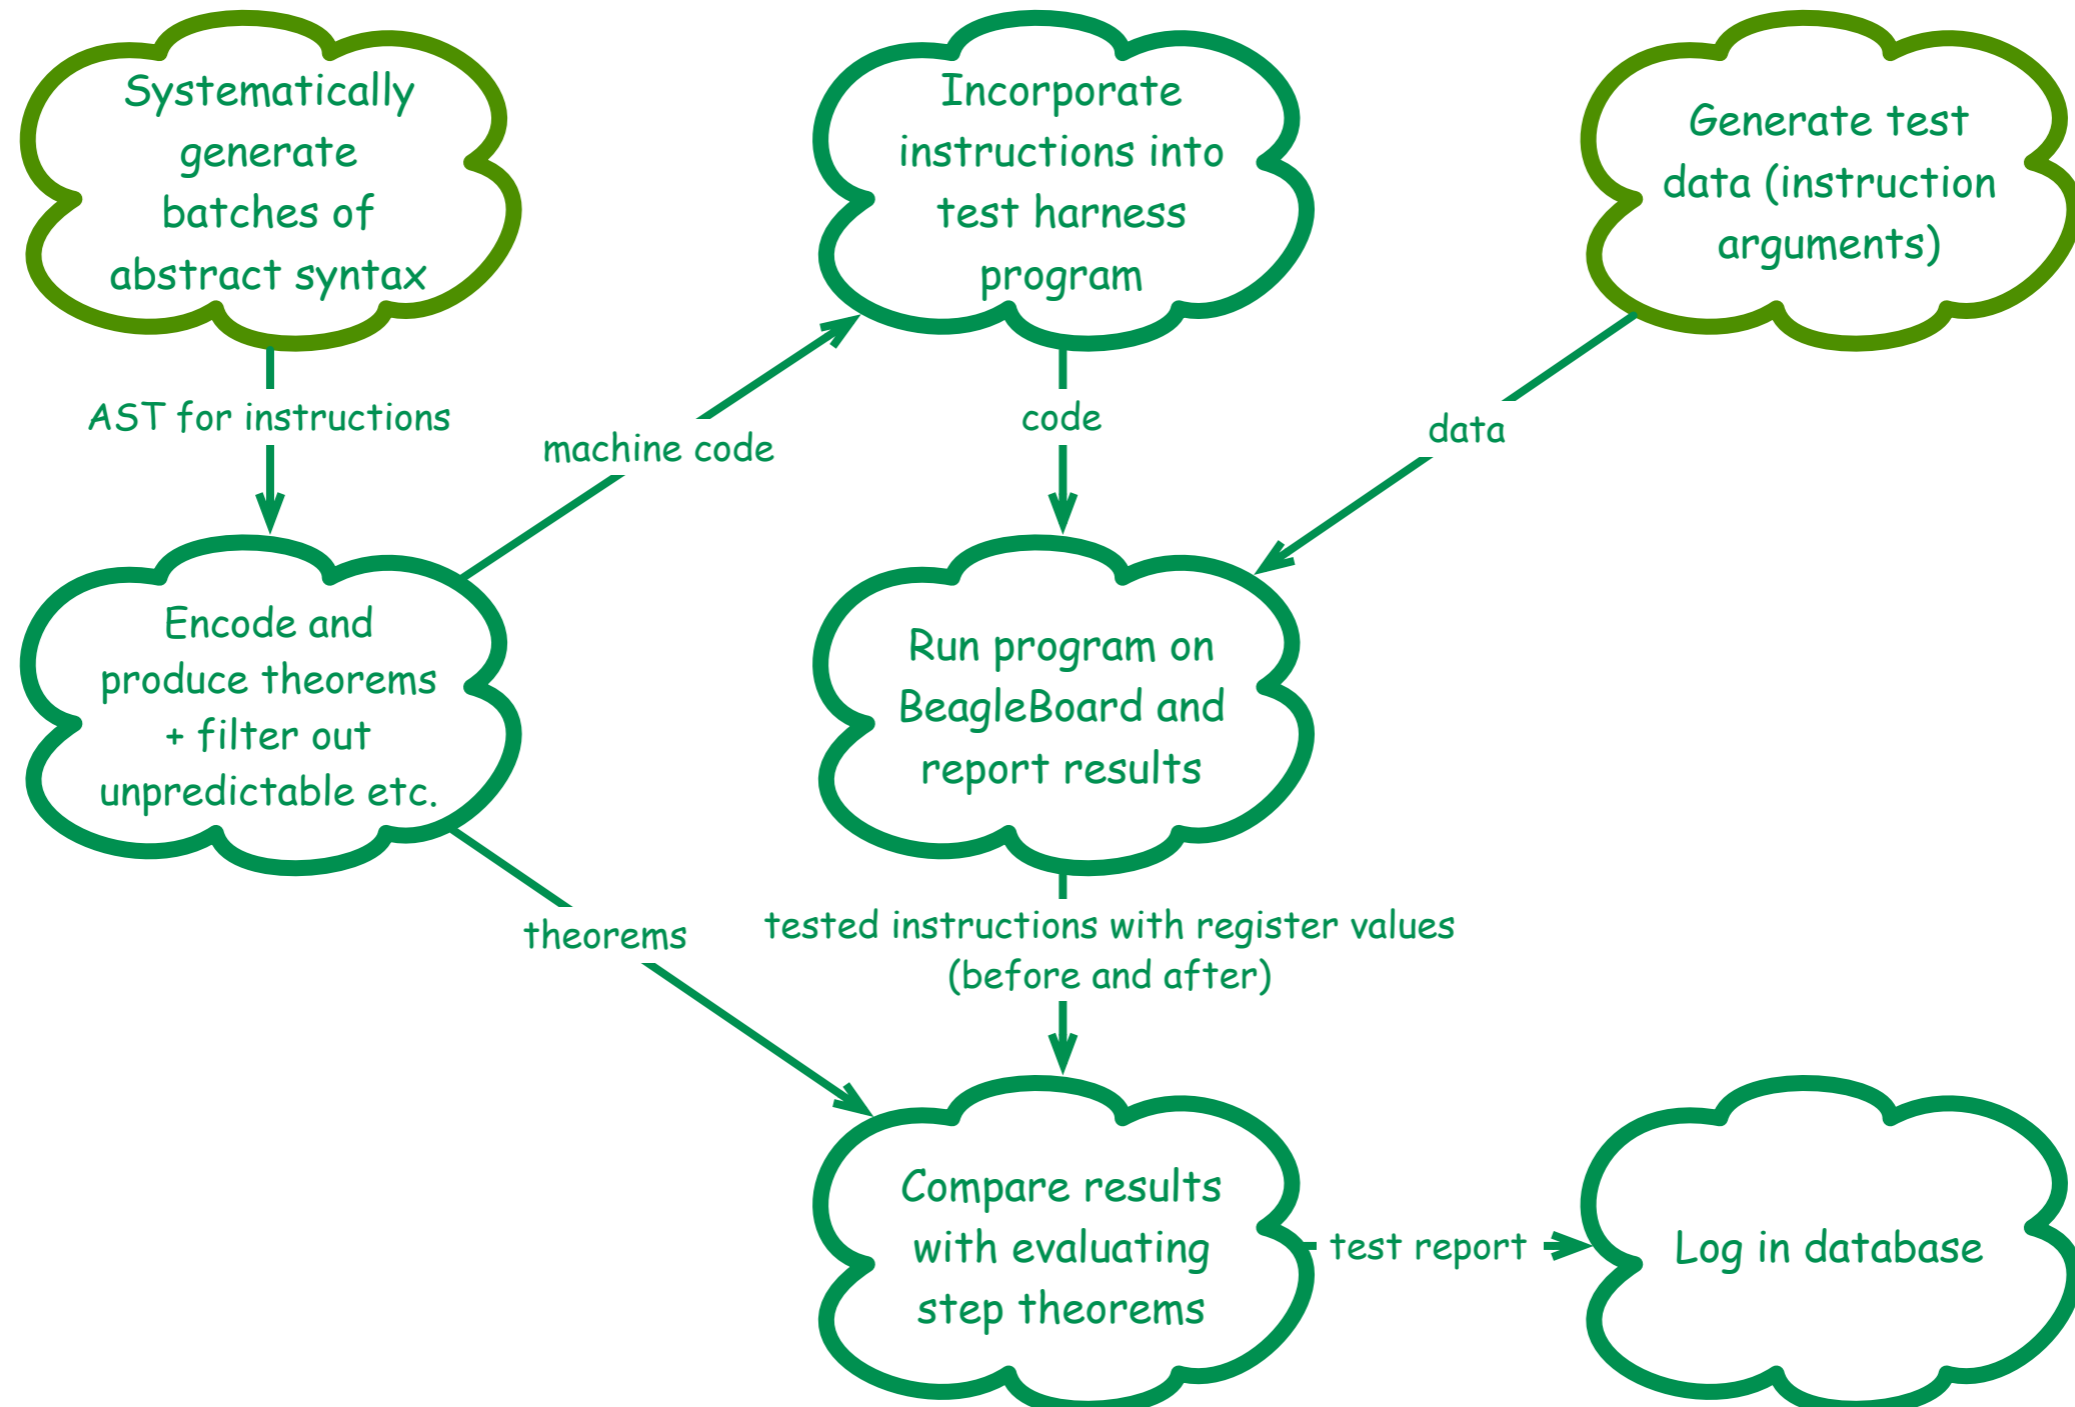 Systematically
generate
batches of
abstract syntax
Incorporate
instructions into
test harness
program
Generate test
data (instruction
arguments)
AST for instructions
machine code
code
data
Encode and
produce theorems
+ filter out
unpredictable etc.
Run program on
BeagleBoard and
report results
theorems
tested instructions with register values
(before and after)
Compare results
with evaluating
step theorems
test report
Log in database